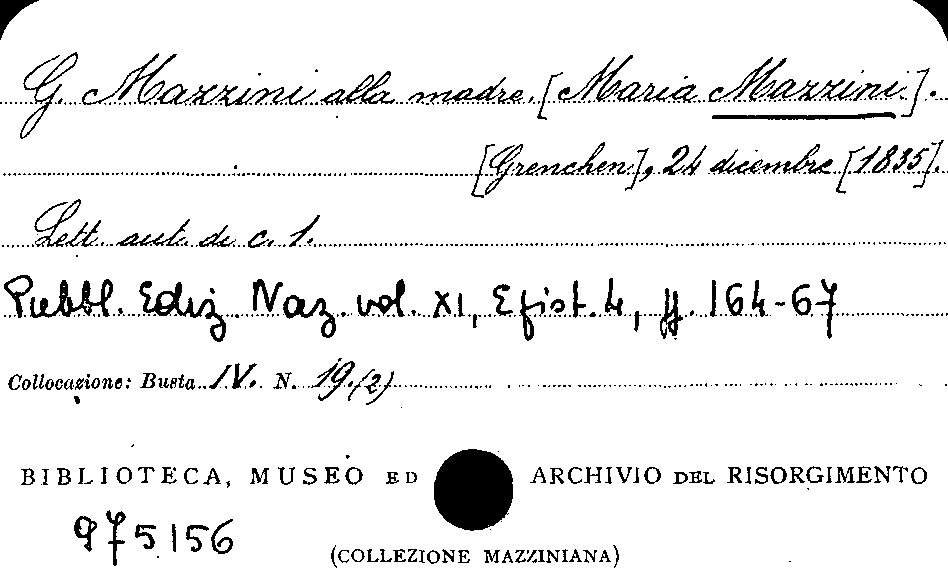 G. Mazzini alla madre. [Maria Mazzini].
[Grenchen], 24 dicembre [1835].
Lett. aut. di c. 1.
Pubbl. Ediz. Naz. vol. XI, Epist. 4, pp. 164-67
Collocazione: Busta IV. N. 19.(2)
BIBLIOTECA, MUSEO ED ARCHIVIO DEL RISORGIMENTO
975156
(COLLEZIONE MAZZINIANA)